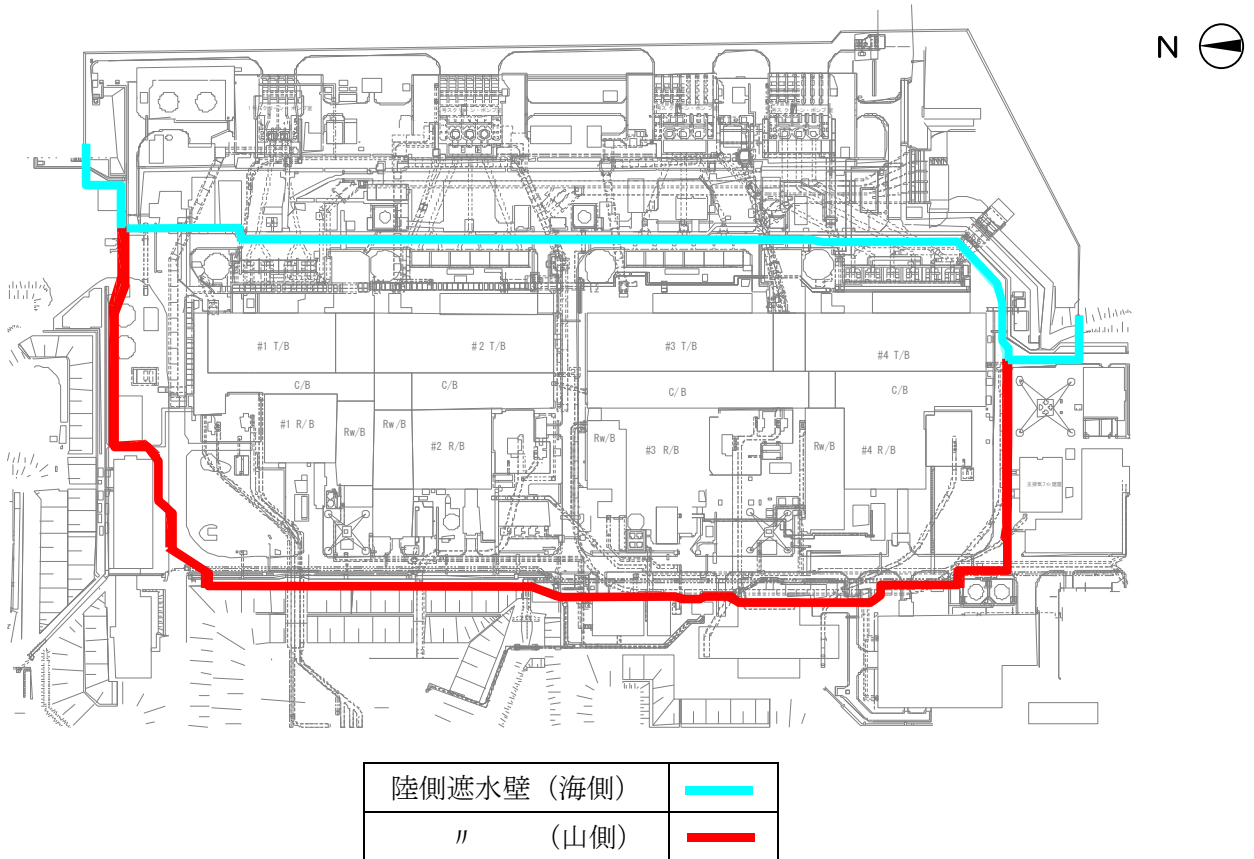 N
#1 T/B
#2 T/B
#3 T/B
#4 T/B
C/B
C/B
C/B
C/B
#1 R/B
Rw/B
Rw/B
#2 R/B
Rw/B
#3 R/B
Rw/B
#4 R/B
陸側遮水壁（海側）
〃 （山側）